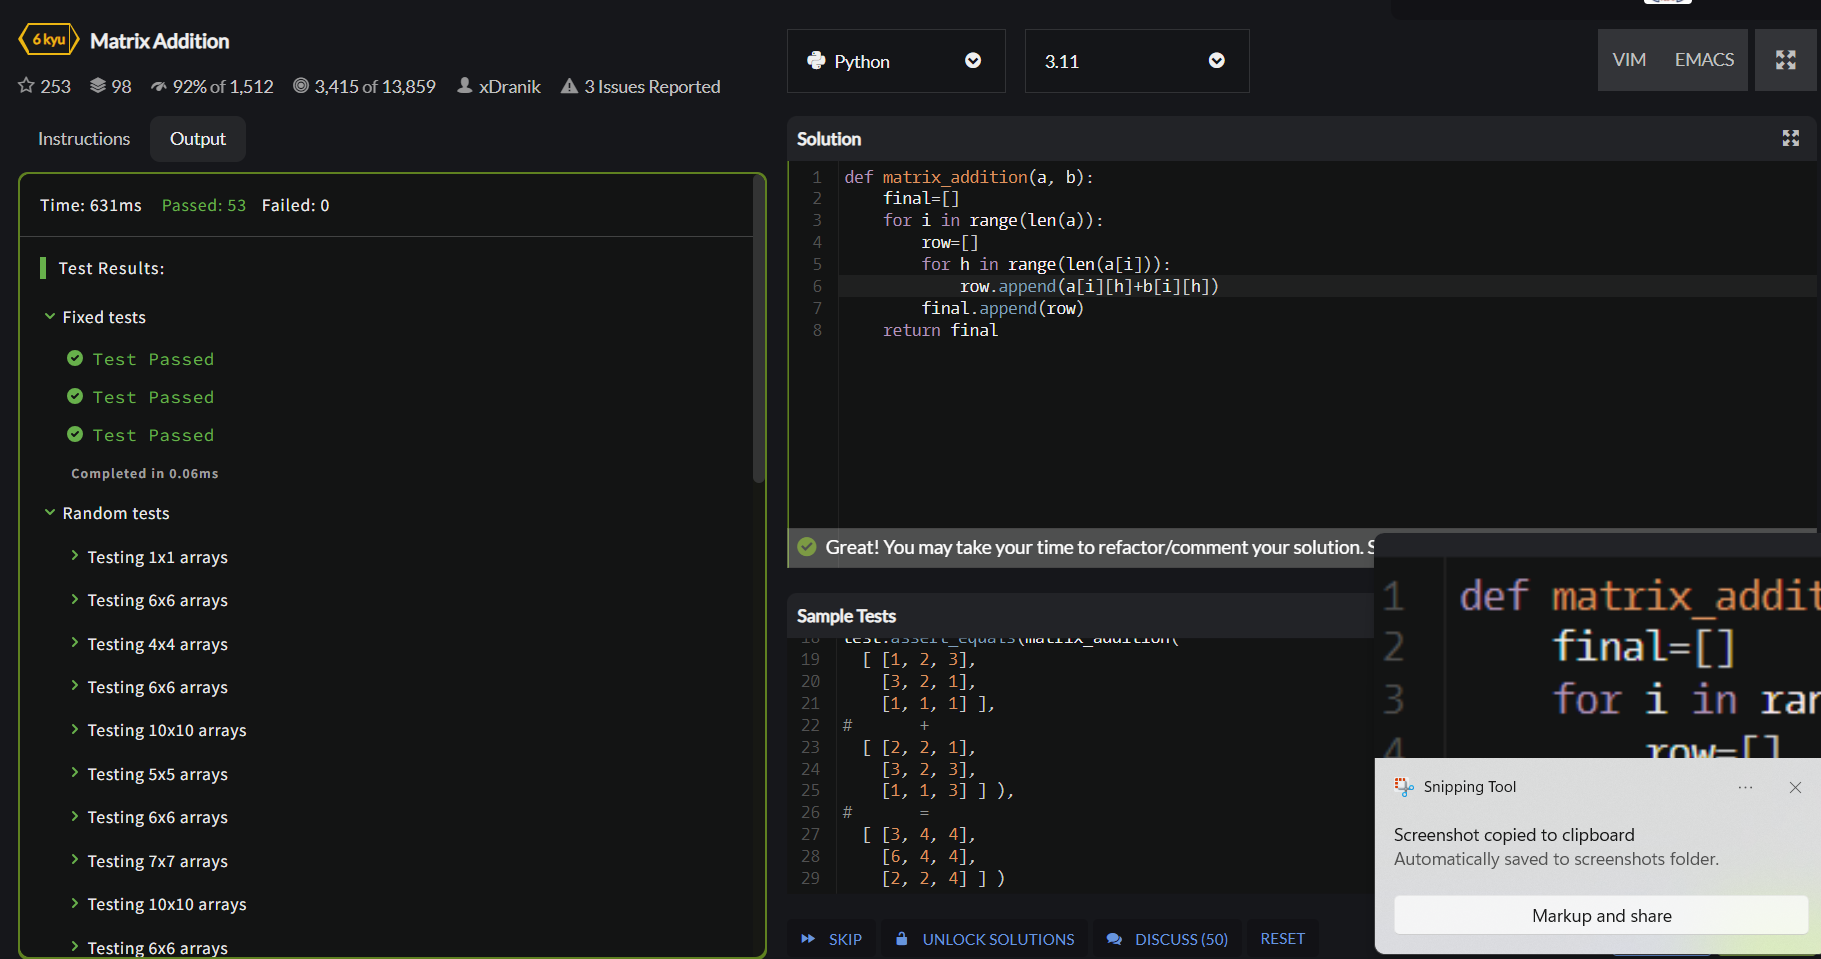 6 kyu
Matrix Addition
253 98 92% of 1,512 3,415 of 13,859 xDranik 3 Issues Reported
Instructions
Output
Time: 631ms Passed: 53 Failed: 0
Test Results:
Fixed tests
Test Passed
Test Passed
Test Passed
Completed in 0.06ms
Random tests
Testing 1x1 arrays
Testing 6x6 arrays
Testing 4x4 arrays
Testing 6x6 arrays
Testing 10x10 arrays
Testing 5x5 arrays
Testing 6x6 arrays
Testing 7x7 arrays
Testing 10x10 arrays
Testing 6x6 arrays
Python
3.11
VIM
EMACS
Solution
1 def matrix_addition(a, b):
2     final=[]
3     for i in range(len(a)):
4         row=[]
5         for h in range(len(a[i])):
6             row.append(a[i][h]+b[i][h])
7         final.append(row)
8     return final
Great! You may take your time to refactor/comment your solution. S
Sample Tests
18 test.assert_equals(matrix_addition(
19   [ [1, 2, 3],
20     [3, 2, 1],
21     [1, 1, 1] ],
22 #       +
23   [ [2, 2, 1],
24     [3, 2, 3],
25     [1, 1, 3] ] ),
26 #       =
27   [ [3, 4, 4],
28     [6, 4, 4],
29     [2, 2, 4] ] )
SKIP
UNLOCK SOLUTIONS
DISCUSS (50)
RESET
1 def matrix_addit
2     final=[]
3     for i in ran
4         row=[]
Snipping Tool
Screenshot copied to clipboard
Automatically saved to screenshots folder.
Markup and share